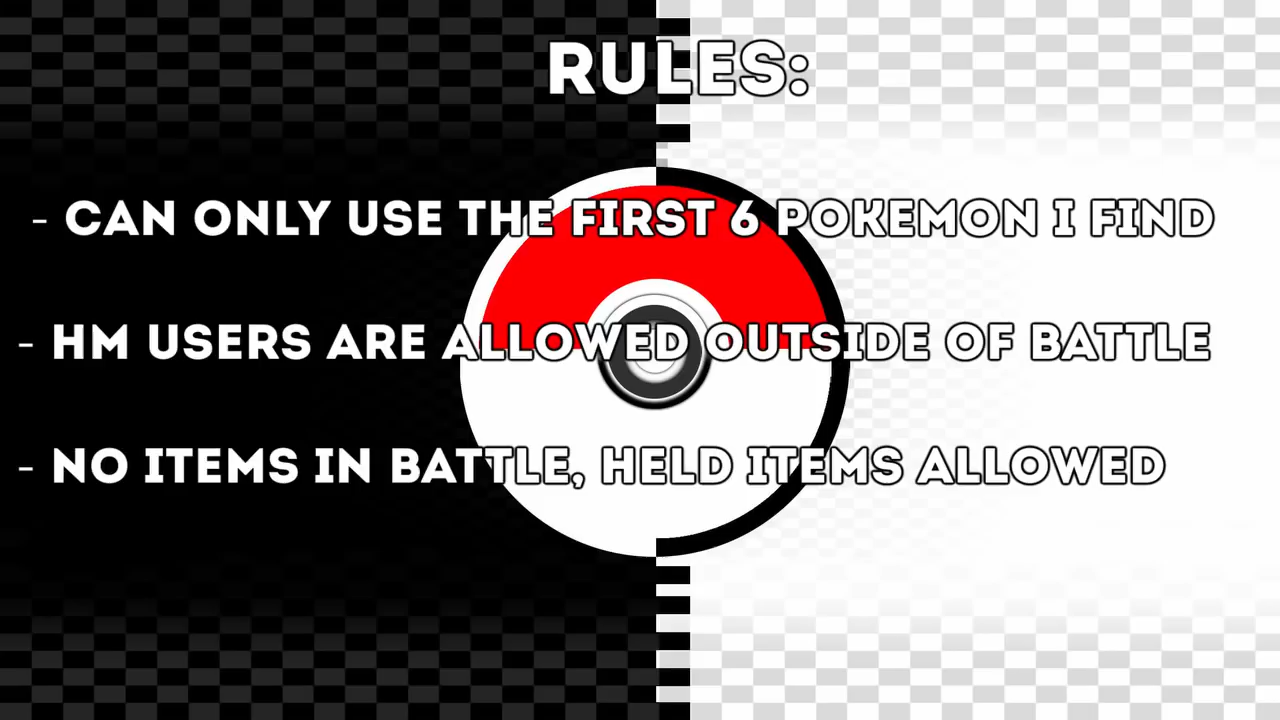 RULES:
- CAN ONLY USE THE FIRST 6 POKEMON I FIND
- HM USERS ARE ALLOWED OUTSIDE OF BATTLE
- NO ITEMS IN BATTLE, HELD ITEMS ALLOWED